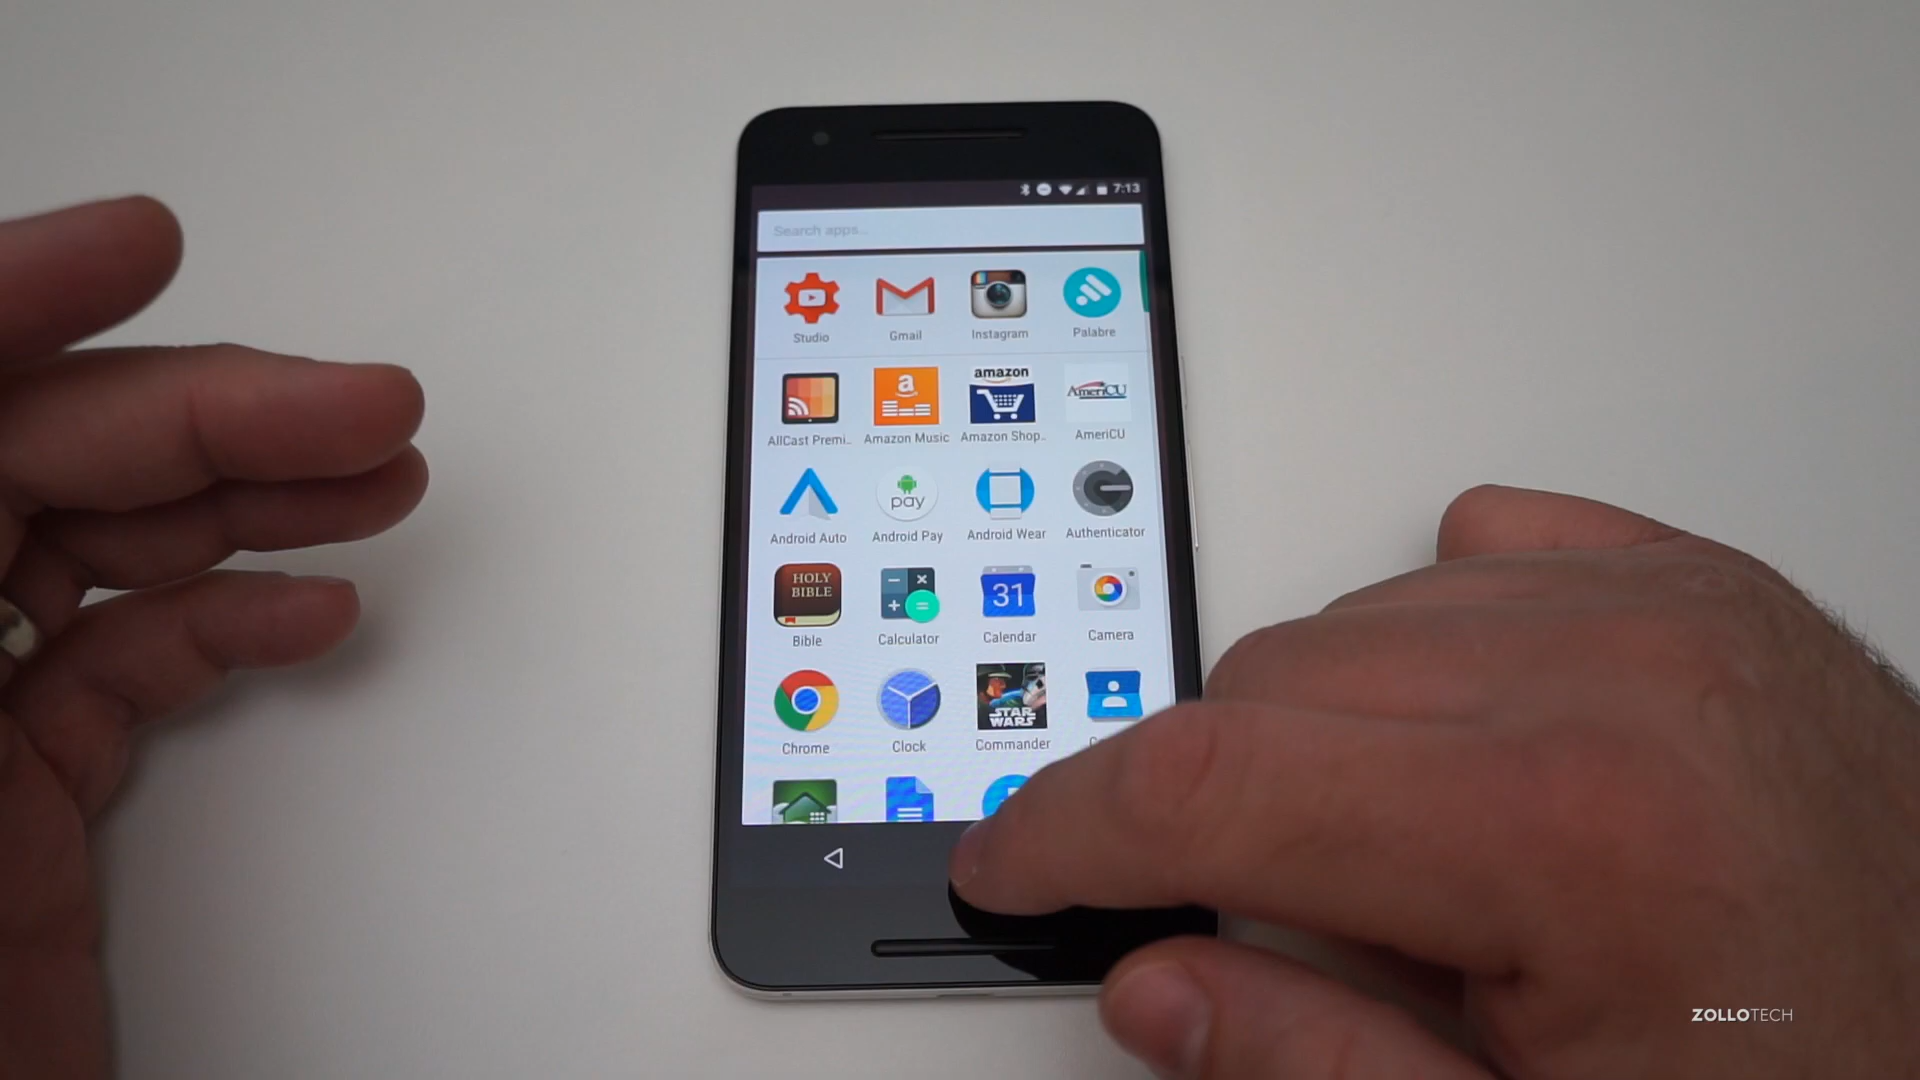 7:13
Search apps..
Studio Gmail Instagram Palabre
amazon
a
AmeriCU
AllCast Premi.. Amazon Music Amazon Shop.. AmeriCU
pay
Android Auto Android Pay Android Wear Authenticator
HOLY
BIBLE
31
Bible Calculator Calendar Camera
STAR
WARS
Chrome Clock Commander
ZOLLOTECH